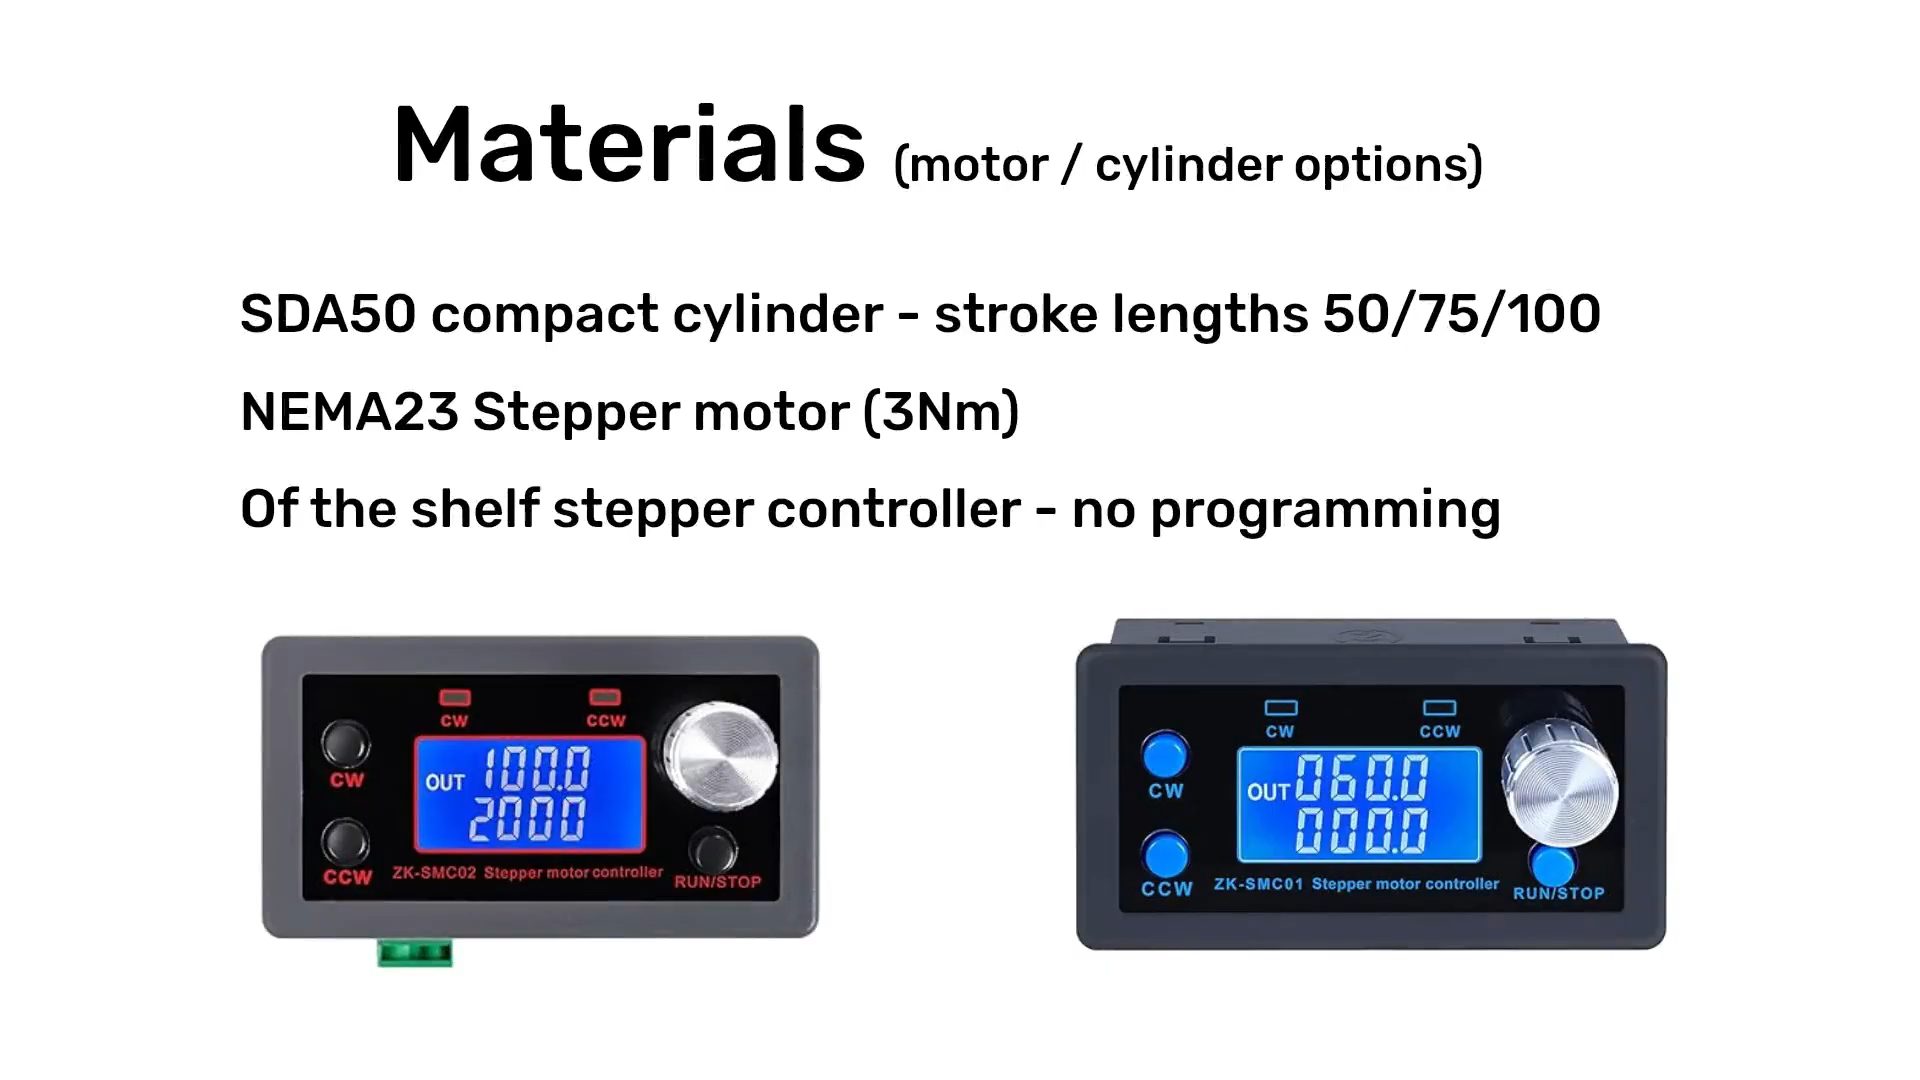 Materials (motor / cylinder options)
SDA50 compact cylinder - stroke lengths 50/75/100
NEMA23 Stepper motor (3Nm)
Of the shelf stepper controller - no programming
CW CCW
CW
OUT 100.0
2000
CCW
ZK-SMC02 Stepper motor controller
RUN/STOP
CW CCW
CW
OUT 060.0
000.0
CCW
ZK-SMC01 Stepper motor controller
RUN/STOP